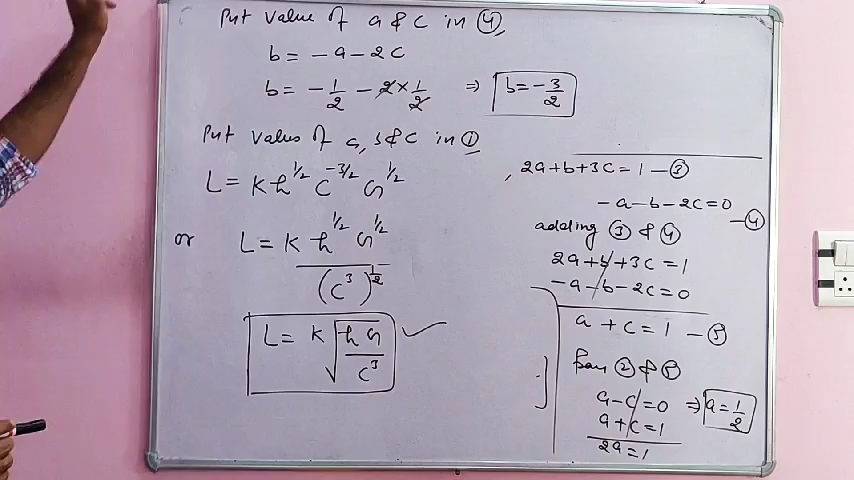 Put value of a & c in ④,
b = - a - 2c
b = - 1/2 - 2 × 1/2 ⇒ b = - 3/2
Put values of a, b & c in ①,
L = K h^1/2 c^-3/2 G^1/2
or L = K h^1/2 G^1/2 / (c^3)^1/2
L = K √(hG/c^3)
, 2a + b + 3c = 1 — ③
- a - b - 2c = 0 — ④
adding ③ & ④
2a + b + 3c = 1
- a - b - 2c = 0
a + c = 1 — ⑤
from ② & ⑤
a - c = 0 ⇒ a = 1/2
a + c = 1
2a = 1